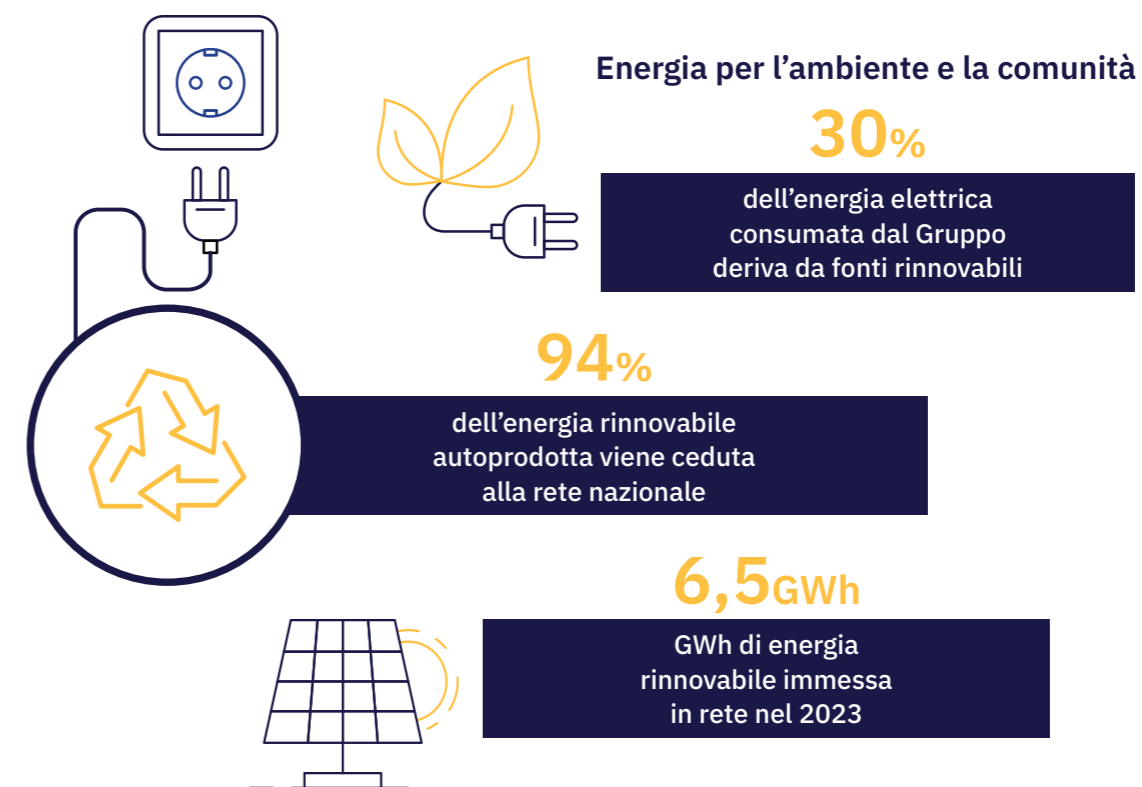 Energia per l’ambiente e la comunità
30%
dell’energia elettrica
consumata dal Gruppo
deriva da fonti rinnovabili
94%
dell’energia rinnovabile
autoprodotta viene ceduta
alla rete nazionale
6,5GWh
GWh di energia
rinnovabile immessa
in rete nel 2023